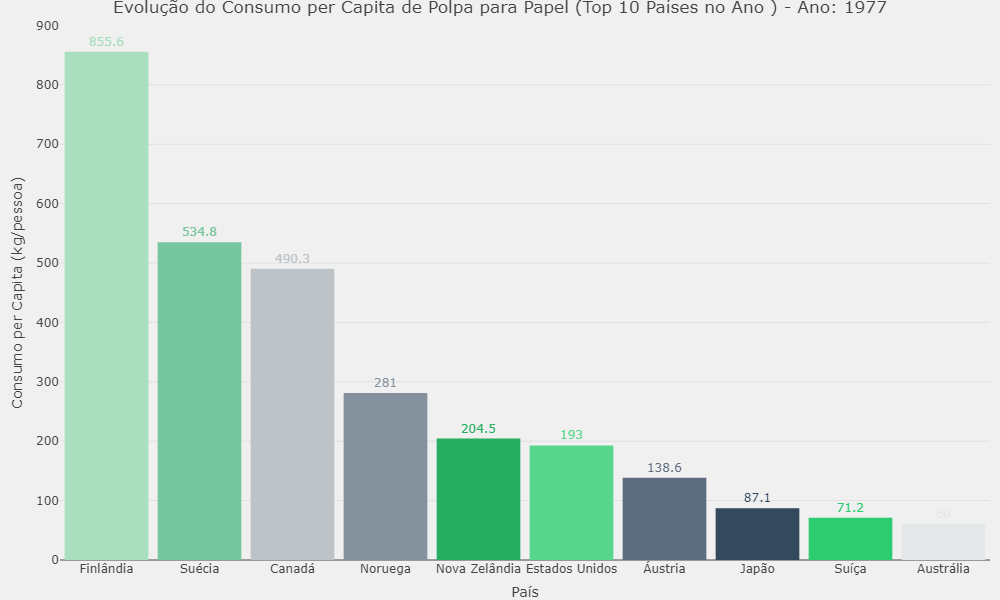 Evolução do Consumo per Capita de Polpa para Papel (Top 10 Países no Ano ) - Ano: 1977
Consumo per Capita (kg/pessoa)
900
800
700
600
500
400
300
200
100
0
855.6
534.8
490.3
281
204.5
193
138.6
87.1
71.2
60
Finlândia
Suécia
Canadá
Noruega
Nova Zelândia
Estados Unidos
Áustria
Japão
Suíça
Austrália
País